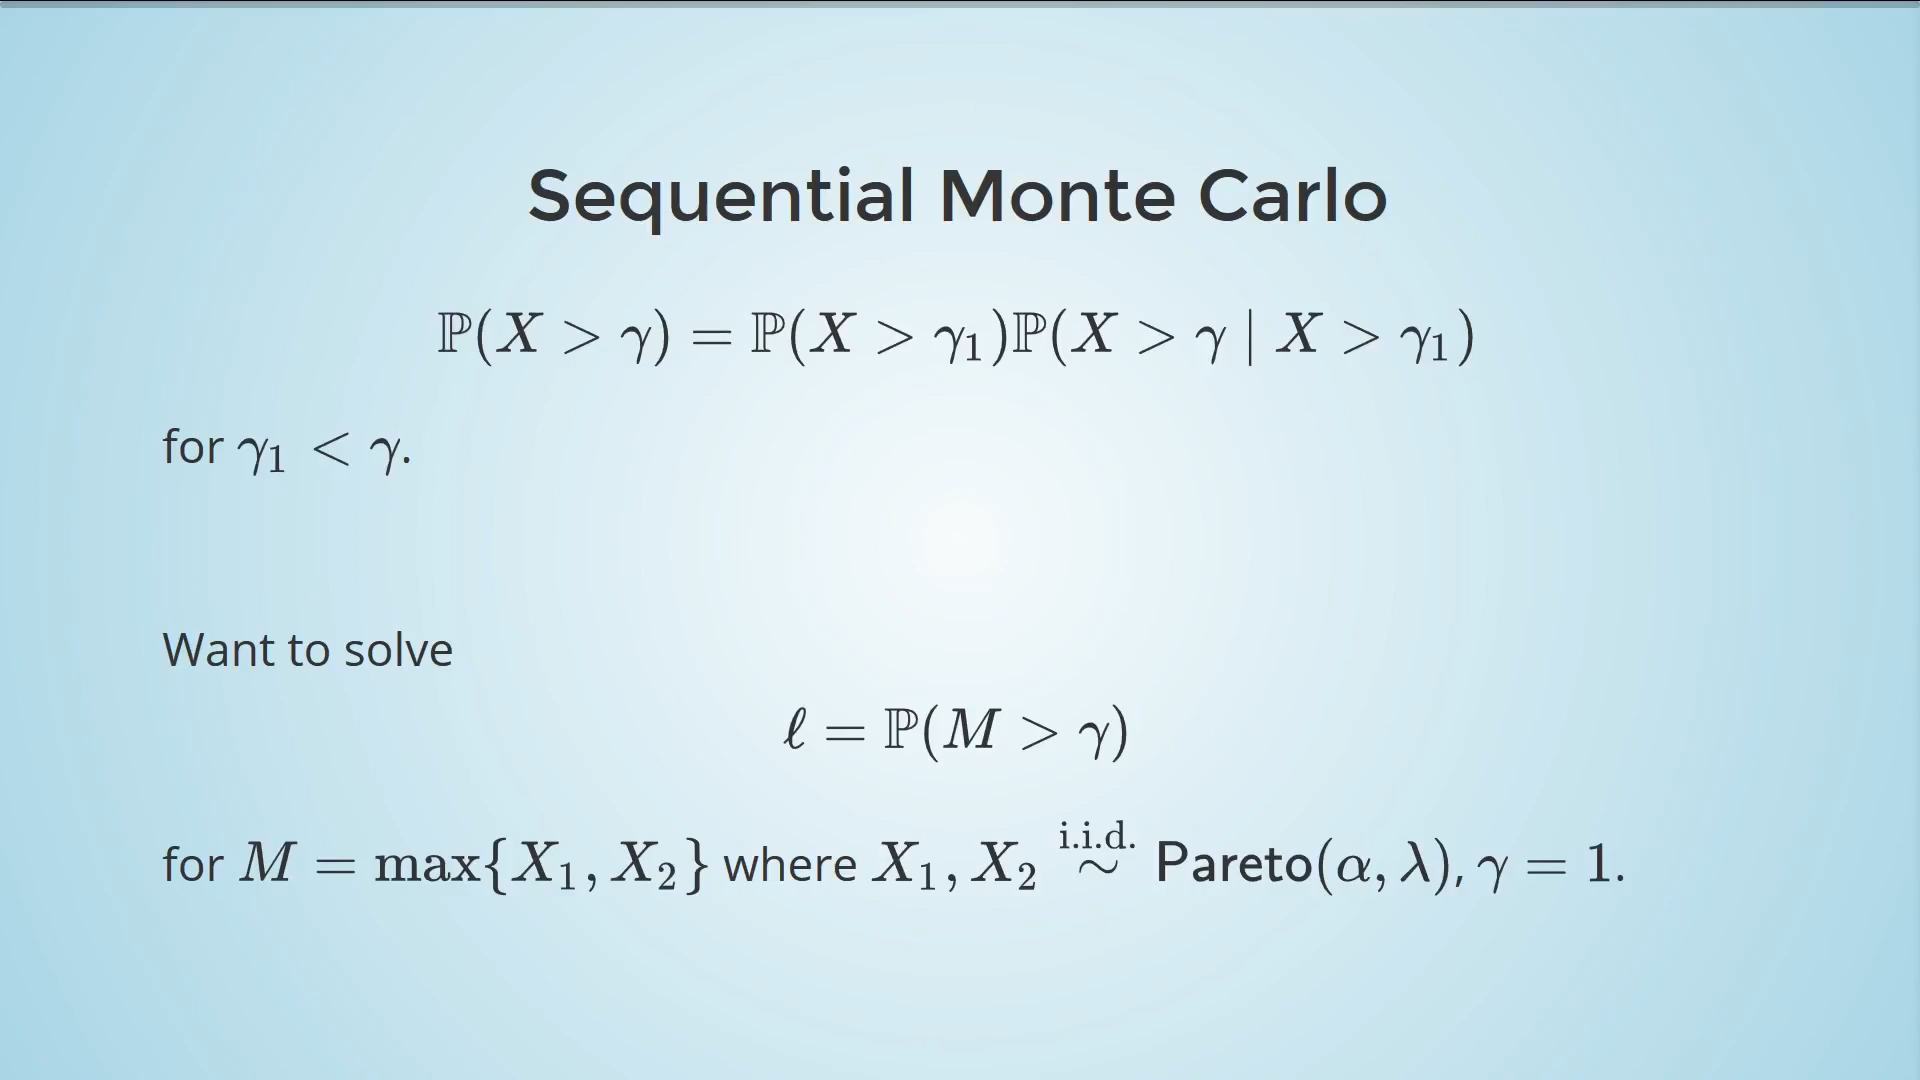 Sequential Monte Carlo
ℙ(X > γ) = ℙ(X > γ₁)ℙ(X > γ | X > γ₁)
for γ₁ < γ.
Want to solve
ℓ = ℙ(M > γ)
for M = max{X₁, X₂} where X₁, X₂ i.i.d. ∼ Pareto(α, λ), γ = 1.